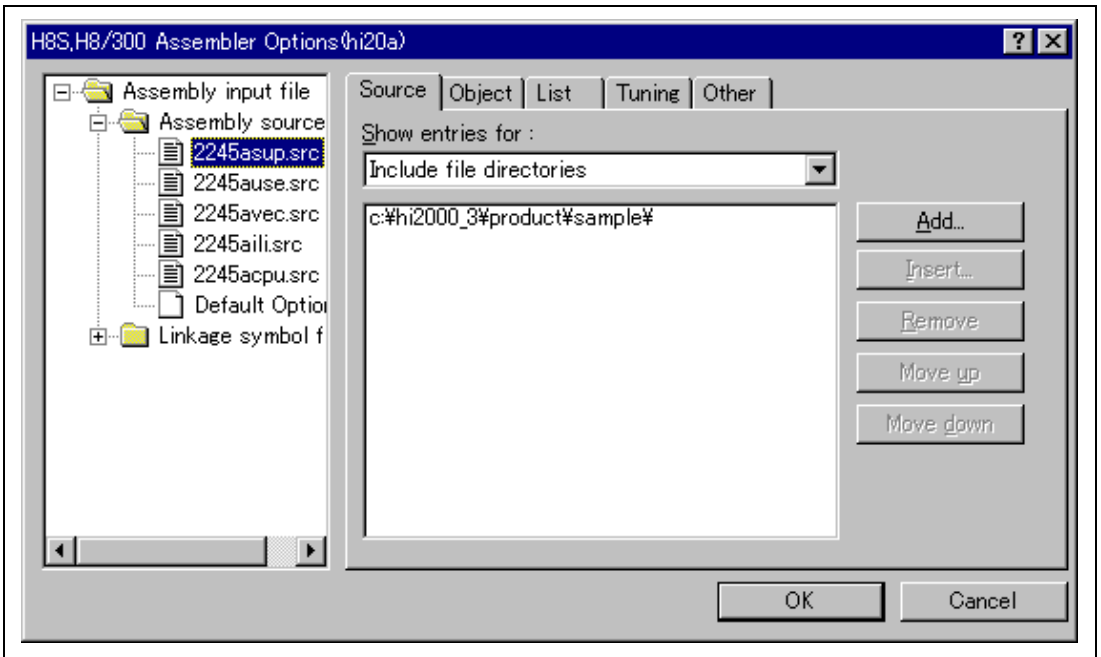 H8S,H8/300 Assembler Options(hi20a)
Assembly input file
Assembly source
2245asup.src
2245ause.src
2245avec.src
2245aili.src
2245acpu.src
Default Optio
Linkage symbol f
Source Object List Tuning Other
Show entries for :
Include file directories
c:¥hi2000_3¥product¥sample¥
Add...
Insert...
Remove
Move up
Move down
OK Cancel